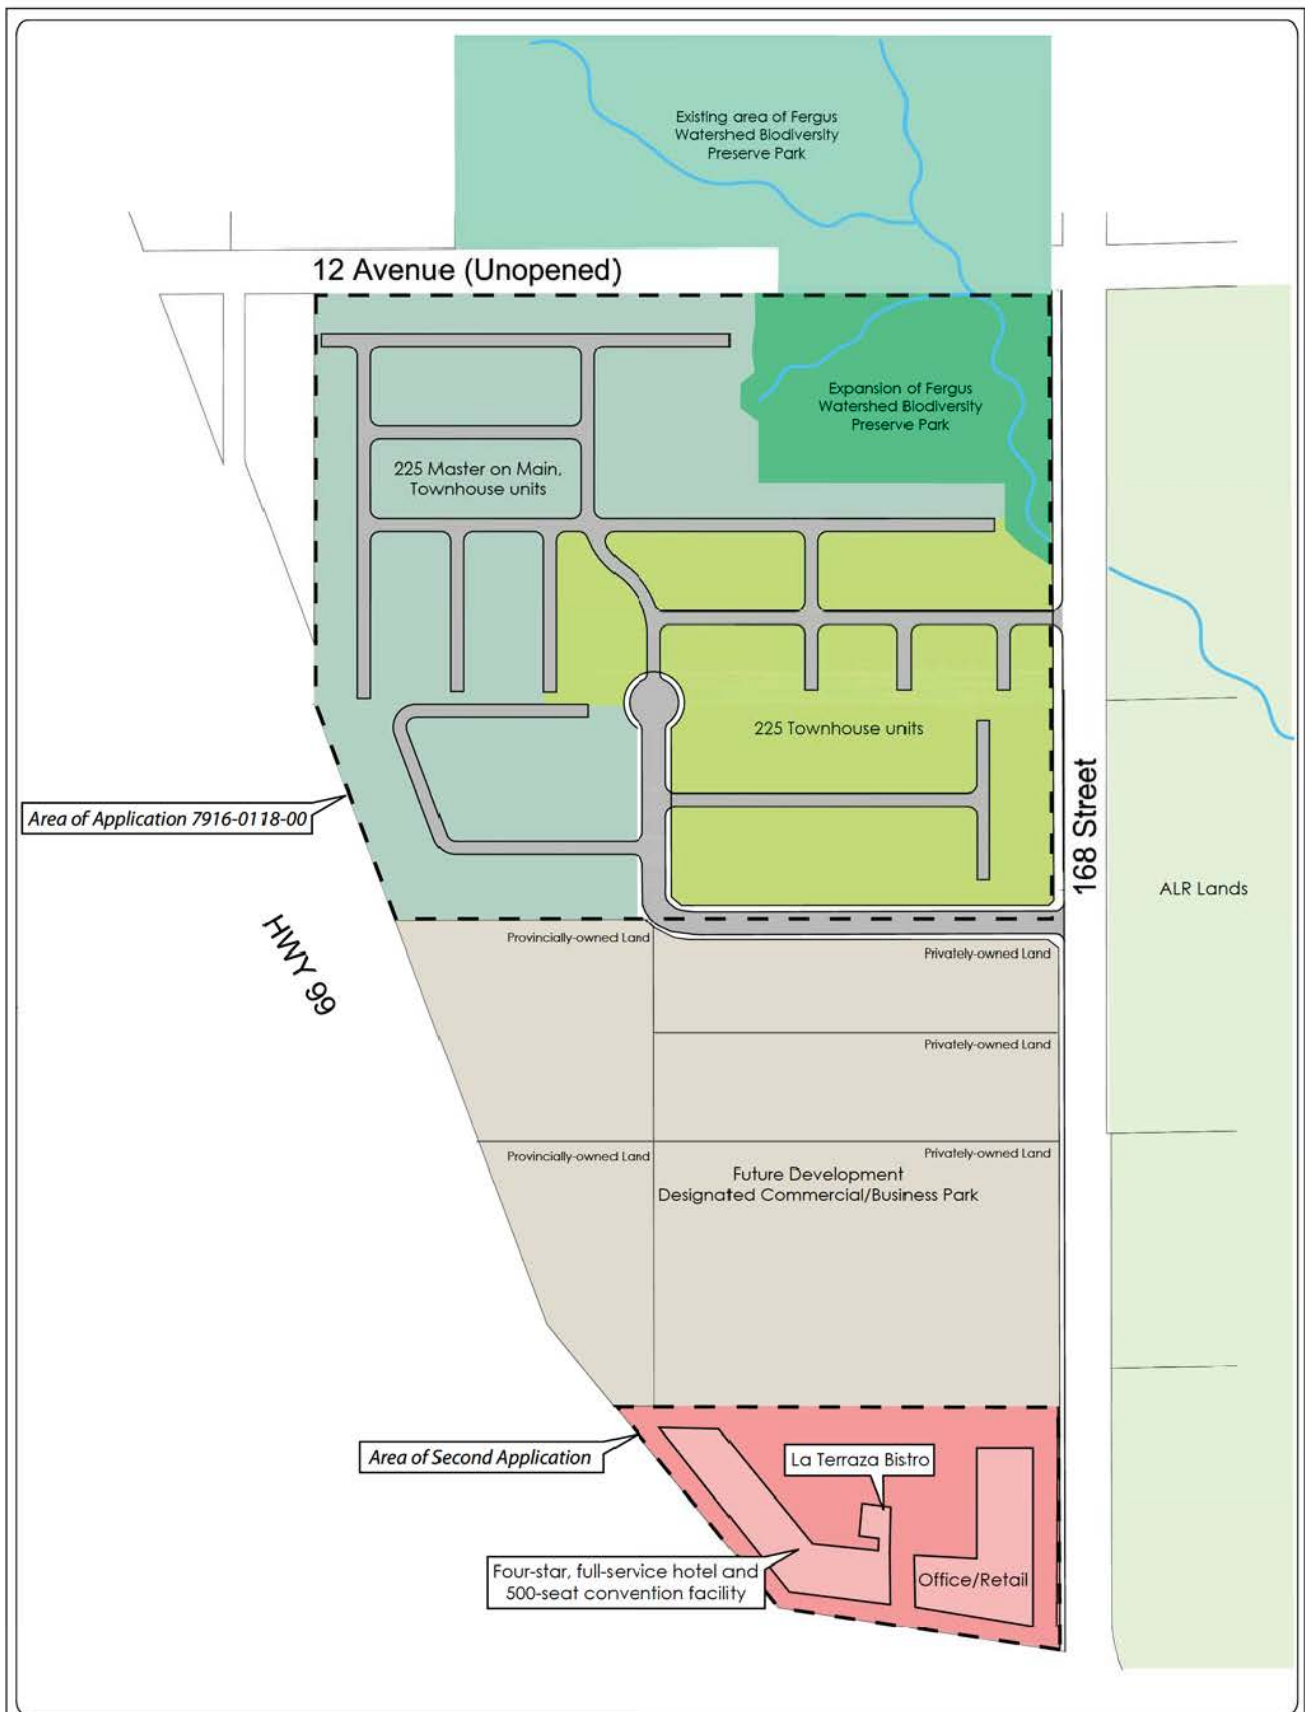 Existing area of Fergus
Watershed Biodiversity
Preserve Park
12 Avenue (Unopened)
Expansion of Fergus
Watershed Biodiversity
Preserve Park
225 Master on Main,
Townhouse units
225 Townhouse units
168 Street
Area of Application 7916-0118-00
ALR Lands
HWY 99
Provincially-owned Land
Privately-owned Land
Privately-owned Land
Provincially-owned Land
Privately-owned Land
Future Development
Designated Commercial/Business Park
Area of Second Application
La Terraza Bistro
Four-star, full-service hotel and
500-seat convention facility
Office/Retail